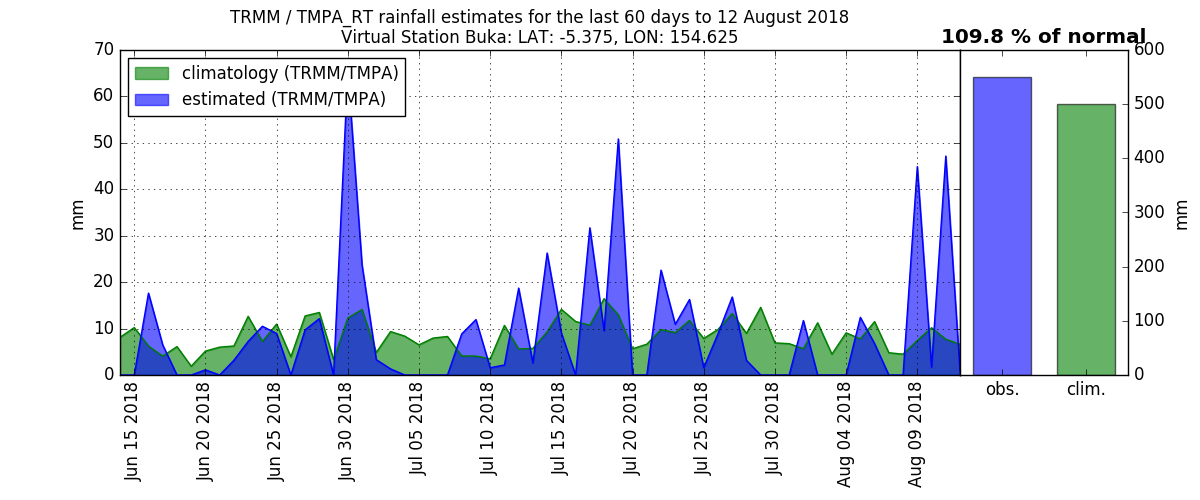 TRMM / TMPA_RT rainfall estimates for the last 60 days to 12 August 2018
Virtual Station Buka: LAT: -5.375, LON: 154.625
109.8 % of normal
climatology (TRMM/TMPA)
estimated (TRMM/TMPA)
70
60
50
40
30
20
10
0
mm
Jun 15 2018
Jun 20 2018
Jun 25 2018
Jun 30 2018
Jul 05 2018
Jul 10 2018
Jul 15 2018
Jul 20 2018
Jul 25 2018
Jul 30 2018
Aug 04 2018
Aug 09 2018
obs.
clim.
600
500
400
300
200
100
0
mm